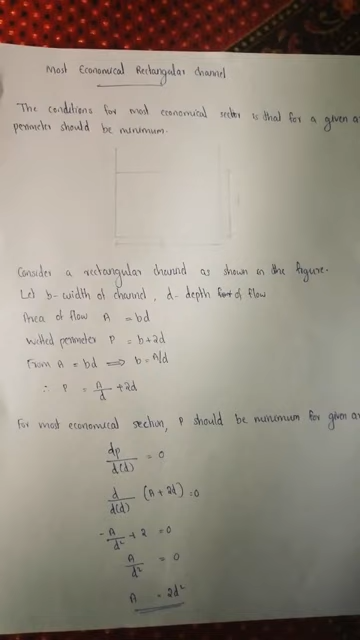 Most Economical Rectangular channel
The conditions for most economical section is that for a given
perimeter should be minimum.
Consider a rectangular channel as shown in the figure.
Let b- width of channel, d- depth of flow
Area of flow A = bd
Wetted perimeter P = b+2d
From A = bd ⟹ b = A/d
∴ P = A/d + 2d
For most economical section, P should be minimum for given
dp/d(d) = 0
d/d(d) (A + 2d) = 0
-A/d² + 2 = 0
A/d² = 0
A = 2d²